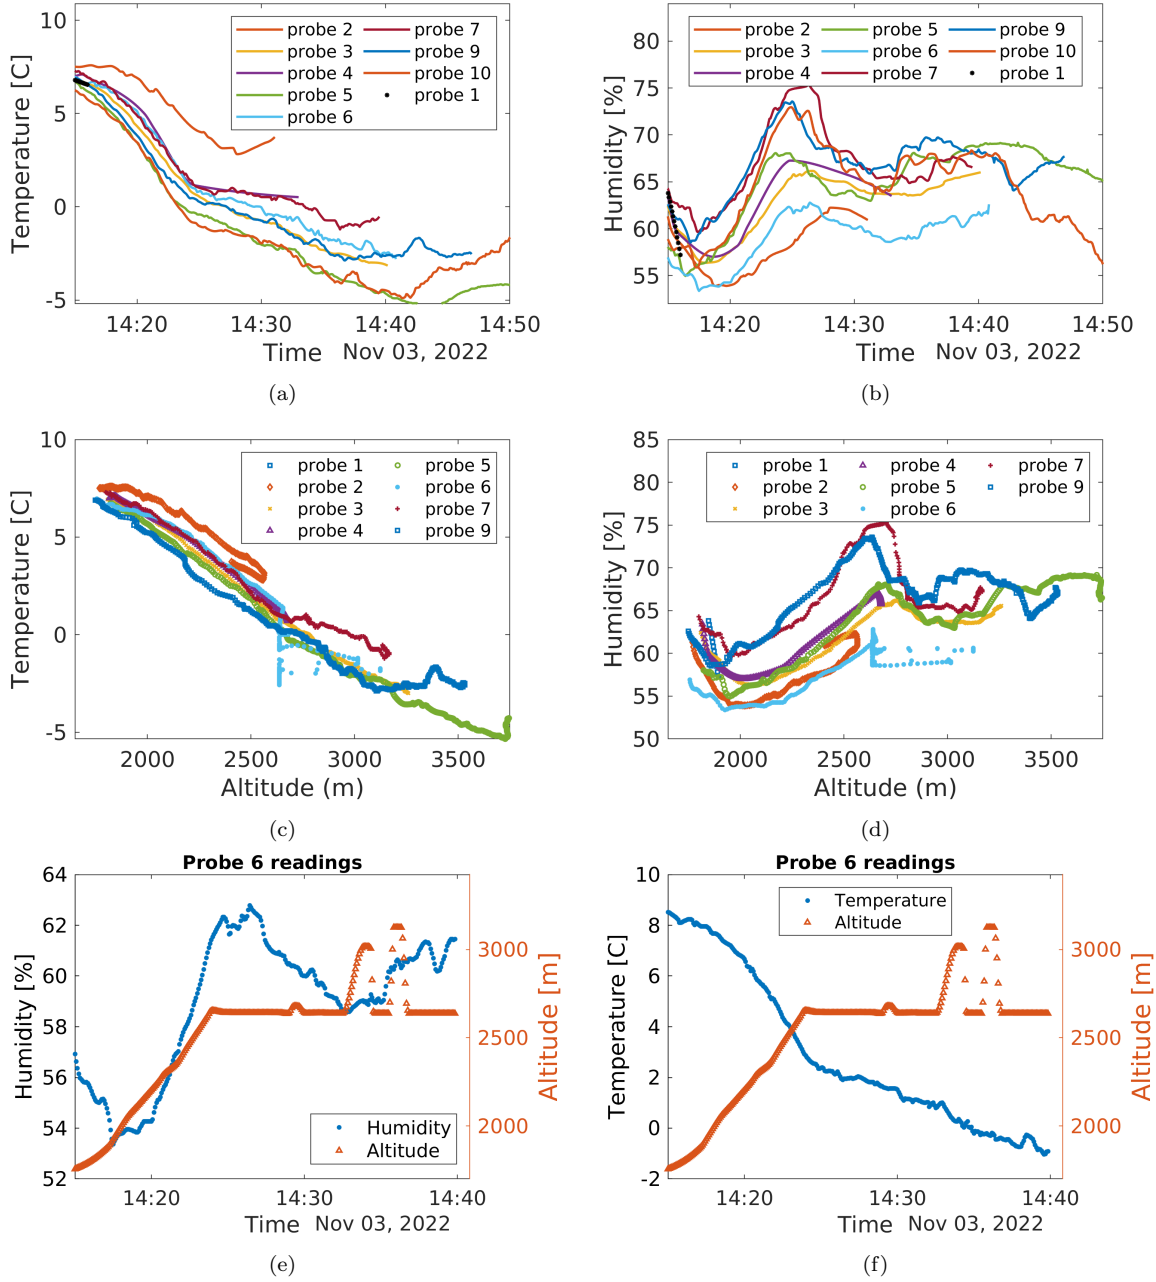 10
5
0
-5
Temperature [C]
probe 2
probe 3
probe 4
probe 5
probe 6
probe 7
probe 9
probe 10
probe 1
14:20
14:30
14:40
14:50
Time
Nov 03, 2022
(a)
80
75
70
65
60
55
Humidity [%]
probe 2
probe 3
probe 4
probe 5
probe 6
probe 7
probe 9
probe 10
probe 1
14:20
14:30
14:40
14:50
Time
Nov 03, 2022
(b)
10
5
0
-5
Temperature [C]
probe 1
probe 2
probe 3
probe 4
probe 5
probe 6
probe 7
probe 9
2000
2500
3000
3500
Altitude (m)
(c)
85
80
75
70
65
60
55
50
Humidity [%]
probe 1
probe 2
probe 3
probe 4
probe 5
probe 6
probe 7
probe 9
2000
2500
3000
3500
Altitude (m)
(d)
Probe 6 readings
64
62
60
58
56
54
52
Humidity [%]
3000
2500
2000
Altitude [m]
Humidity
Altitude
14:20
14:30
14:40
Time
Nov 03, 2022
(e)
Probe 6 readings
10
8
6
4
2
0
-2
Temperature [C]
Temperature
Altitude
3000
2500
2000
Altitude [m]
14:20
14:30
14:40
Time
Nov 03, 2022
(f)